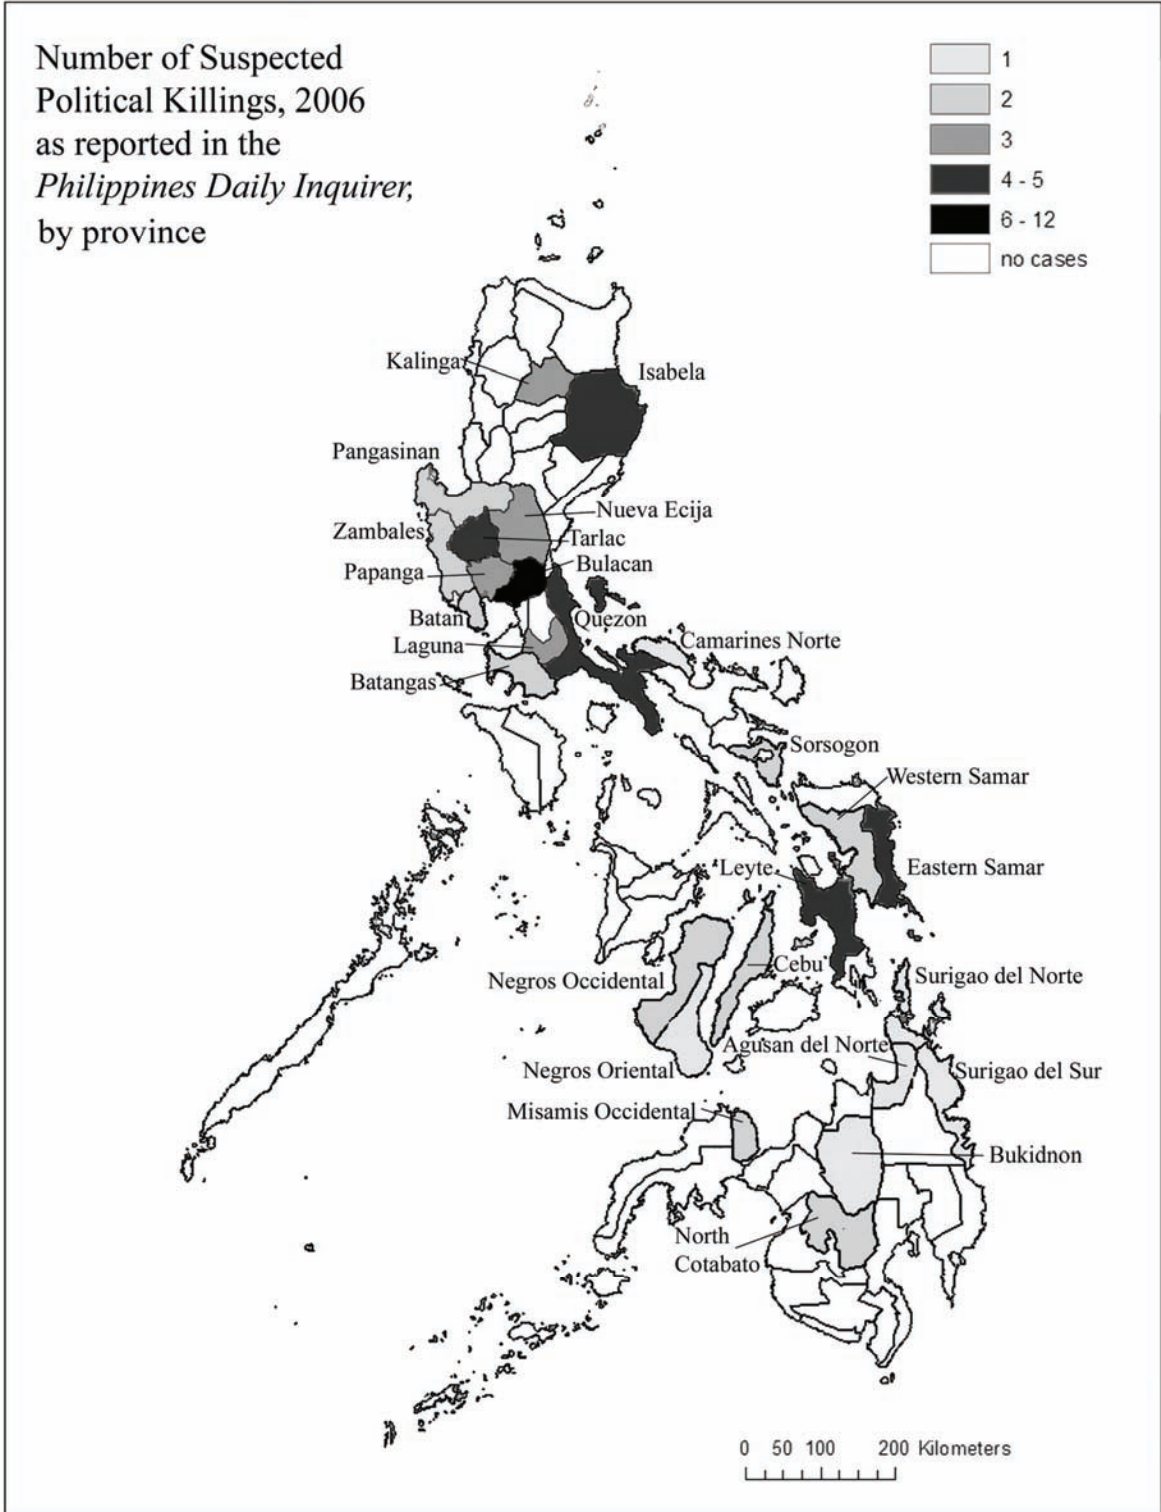 Number of Suspected
Political Killings, 2006
as reported in the
Philippines Daily Inquirer,
by province
1
2
3
4 - 5
6 - 12
no cases
Kalinga
Isabela
Pangasinan
Nueva Ecija
Zambales
Tarlac
Bulacan
Papanga
Batan
Quezon
Laguna
Camarines Norte
Batangas
Sorsogon
Western Samar
Leyte
Eastern Samar
Cebu
Negros Occidental
Surigao del Norte
Agusan del Norte
Negros Oriental
Surigao del Sur
Misamis Occidental
Bukidnon
North
Cotabato
0 50 100 200 Kilometers